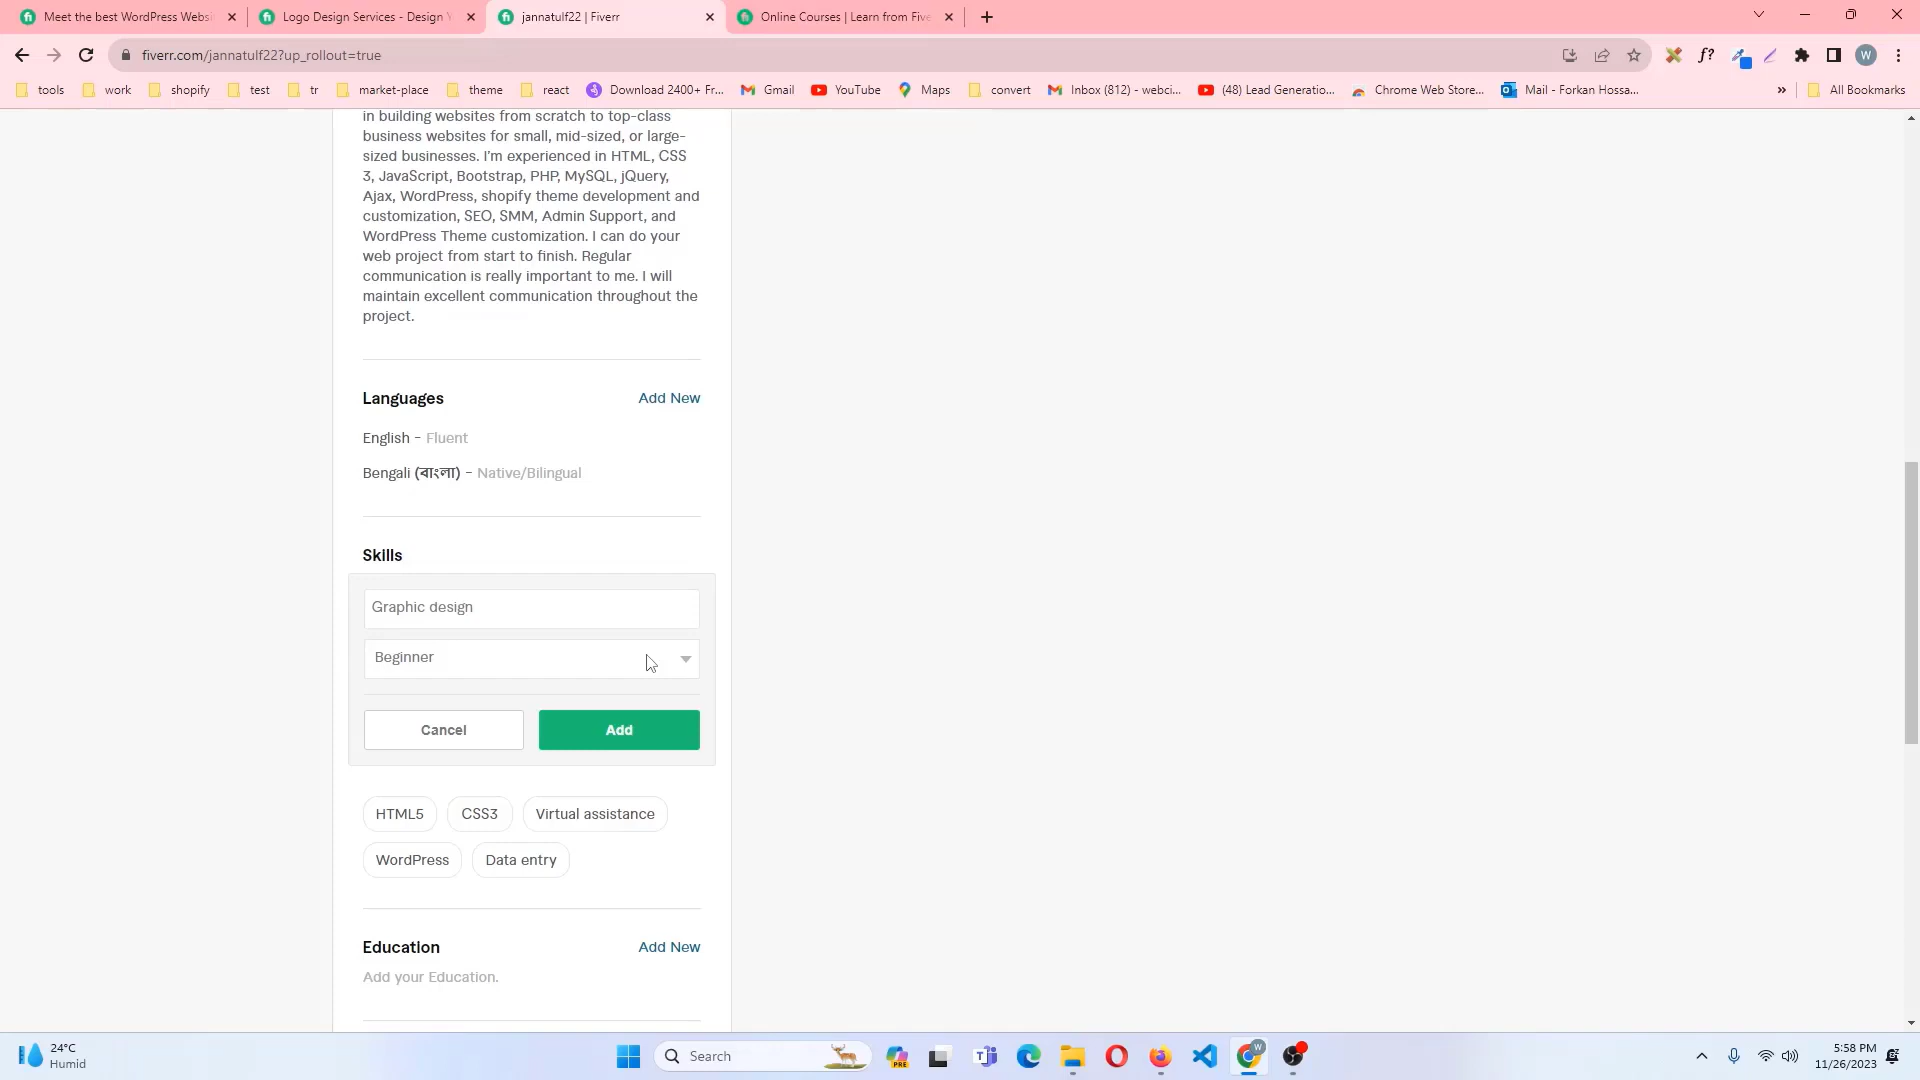 Meet the best WordPress Websi
Logo Design Services - Design Y
jannatulf22 | Fiverr
Online Courses | Learn from Five
fiverr.com/jannatulf22?up_rollout=true
f?
W
tools
work
shopify
test
tr
market-place
theme
react
Download 2400+ Fr...
Gmail
YouTube
Maps
convert
Inbox (812) - webci...
(48) Lead Generatio...
Chrome Web Store...
Mail - Forkan Hossa...
»
All Bookmarks
in building websites from scratch to top-class
business websites for small, mid-sized, or large-
sized businesses. I'm experienced in HTML, CSS
3, JavaScript, Bootstrap, PHP, MySQL, jQuery,
Ajax, WordPress, shopify theme development and
customization, SEO, SMM, Admin Support, and
WordPress Theme customization. I can do your
web project from start to finish. Regular
communication is really important to me. I will
maintain excellent communication throughout the
project.
Languages Add New
English - Fluent
Bengali (বাংলা) - Native/Bilingual
Skills
Graphic design
Beginner
Cancel Add
HTML5 CSS3 Virtual assistance
WordPress Data entry
Education Add New
Add your Education.
24°C
Humid
Search
PRE
W
5:58 PM
11/26/2023